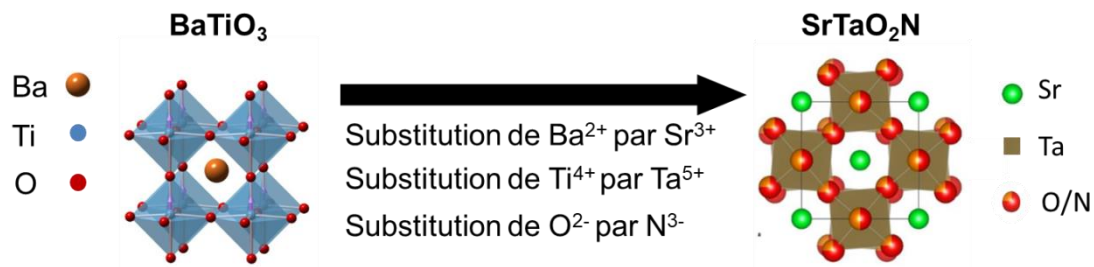 BaTiO₃
SrTaO₂N
Ba
Ti
O
Substitution de Ba²⁺ par Sr³⁺
Substitution de Ti⁴⁺ par Ta⁵⁺
Substitution de O²⁻ par N³⁻
Sr
Ta
O/N